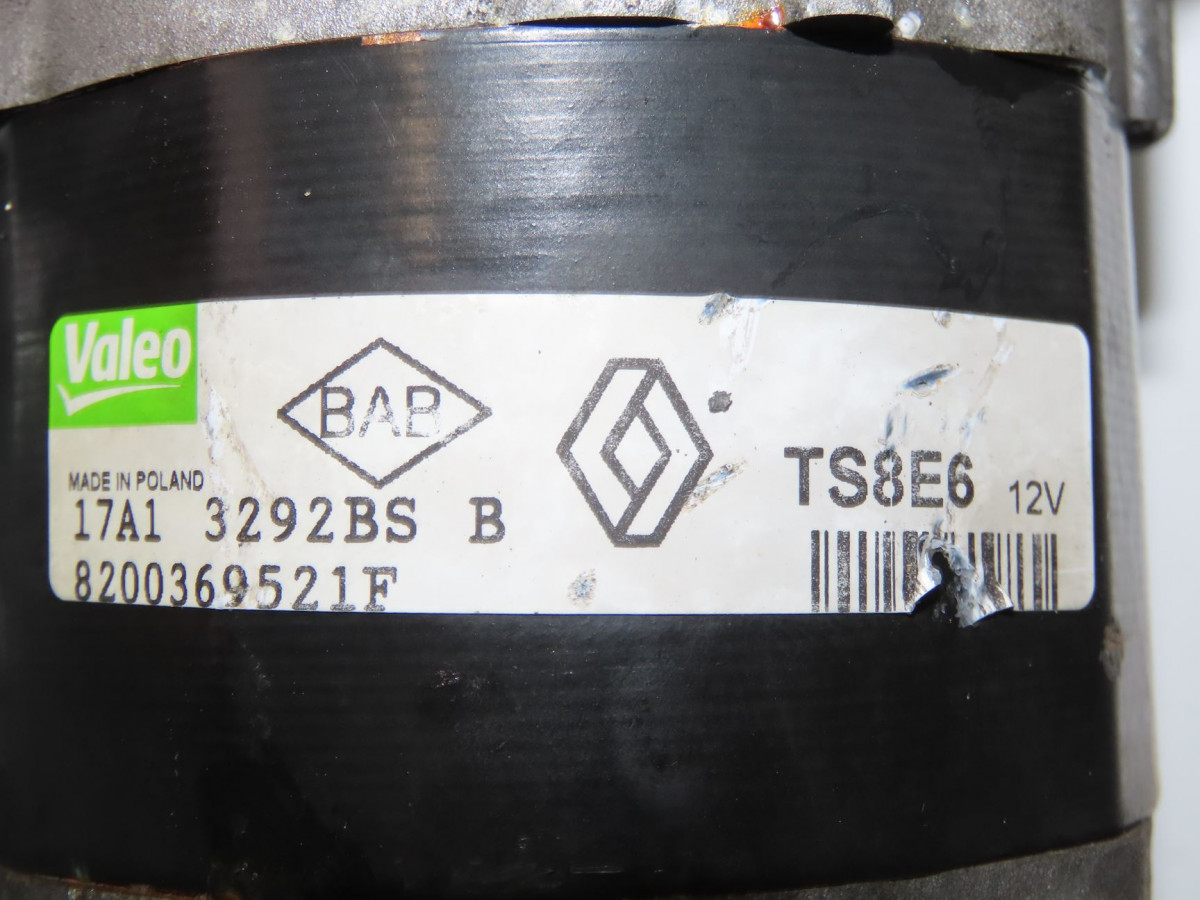 Valeo
BAB
MADE IN POLAND
17A1 3292BS B
8200369521F
TS8E6 12V